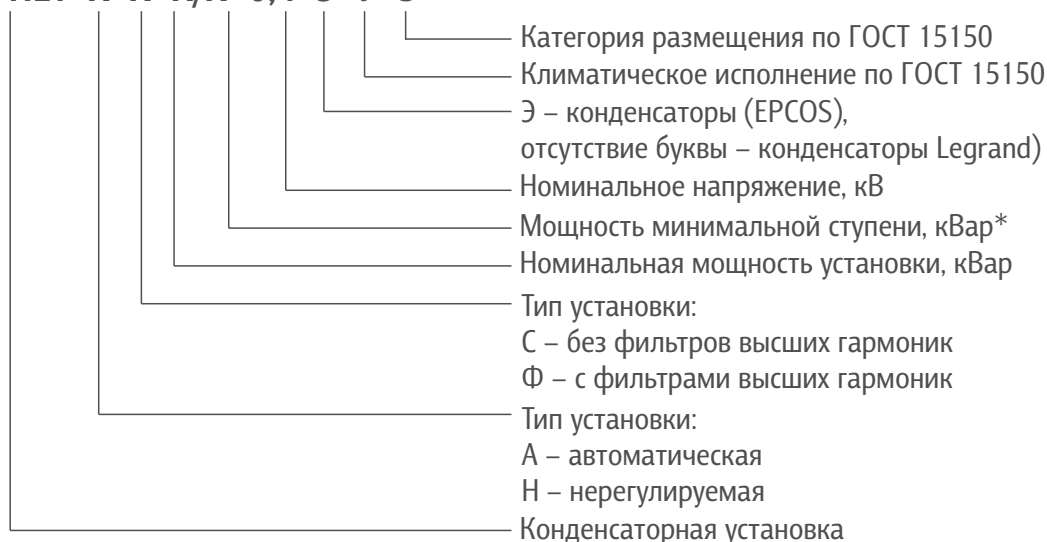 Категория размещения по ГОСТ 15150
Климатическое исполнение по ГОСТ 15150
Э – конденсаторы (EPCOS),
отсутствие буквы – конденсаторы Legrand)
Номинальное напряжение, кВ
Мощность минимальной ступени, кВар*
Номинальная мощность установки, кВар
Тип установки:
С – без фильтров высших гармоник
Ф – с фильтрами высших гармоник
Тип установки:
А – автоматическая
Н – нерегулируемая
Конденсаторная установка